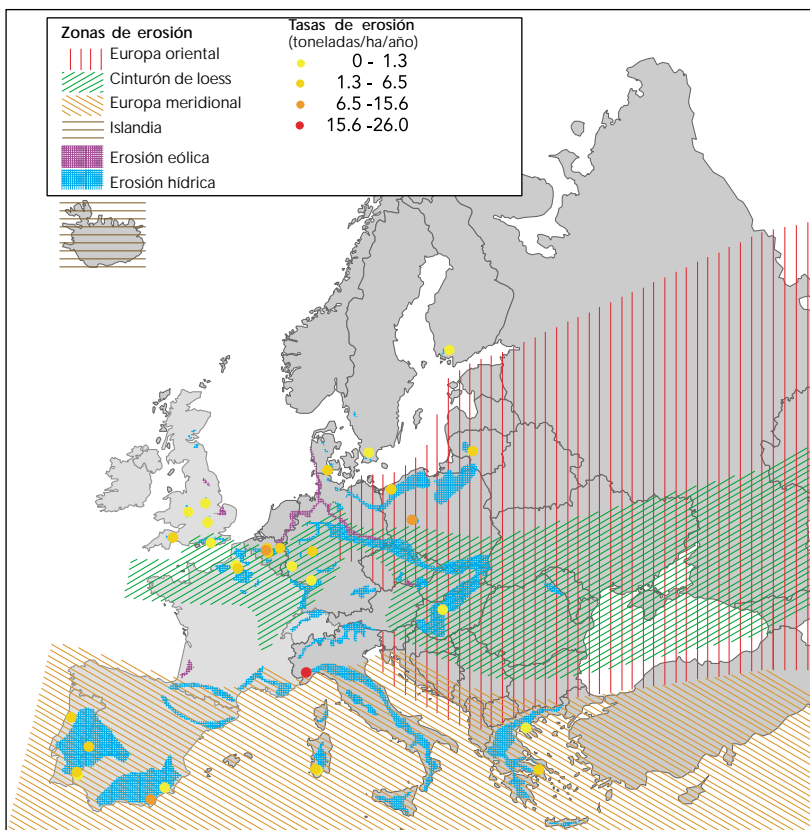 Zonas de erosión
Europa oriental
Cinturón de loess
Europa meridional
Islandia
Erosión eólica
Erosión hídrica
Tasas de erosión
(toneladas/ha/año)
0 - 1.3
1.3 - 6.5
6.5 -15.6
15.6 -26.0